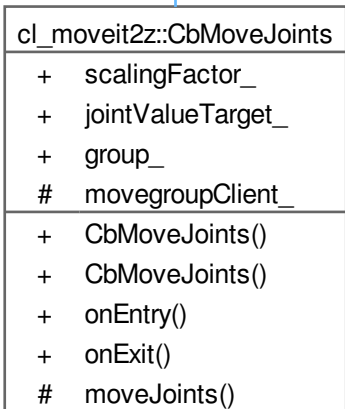 cl_moveit2z::CbMoveJoints
+ scalingFactor_
+ jointValueTarget_
+ group_
# movegroupClient_
+ CbMoveJoints()
+ CbMoveJoints()
+ onEntry()
+ onExit()
# moveJoints()